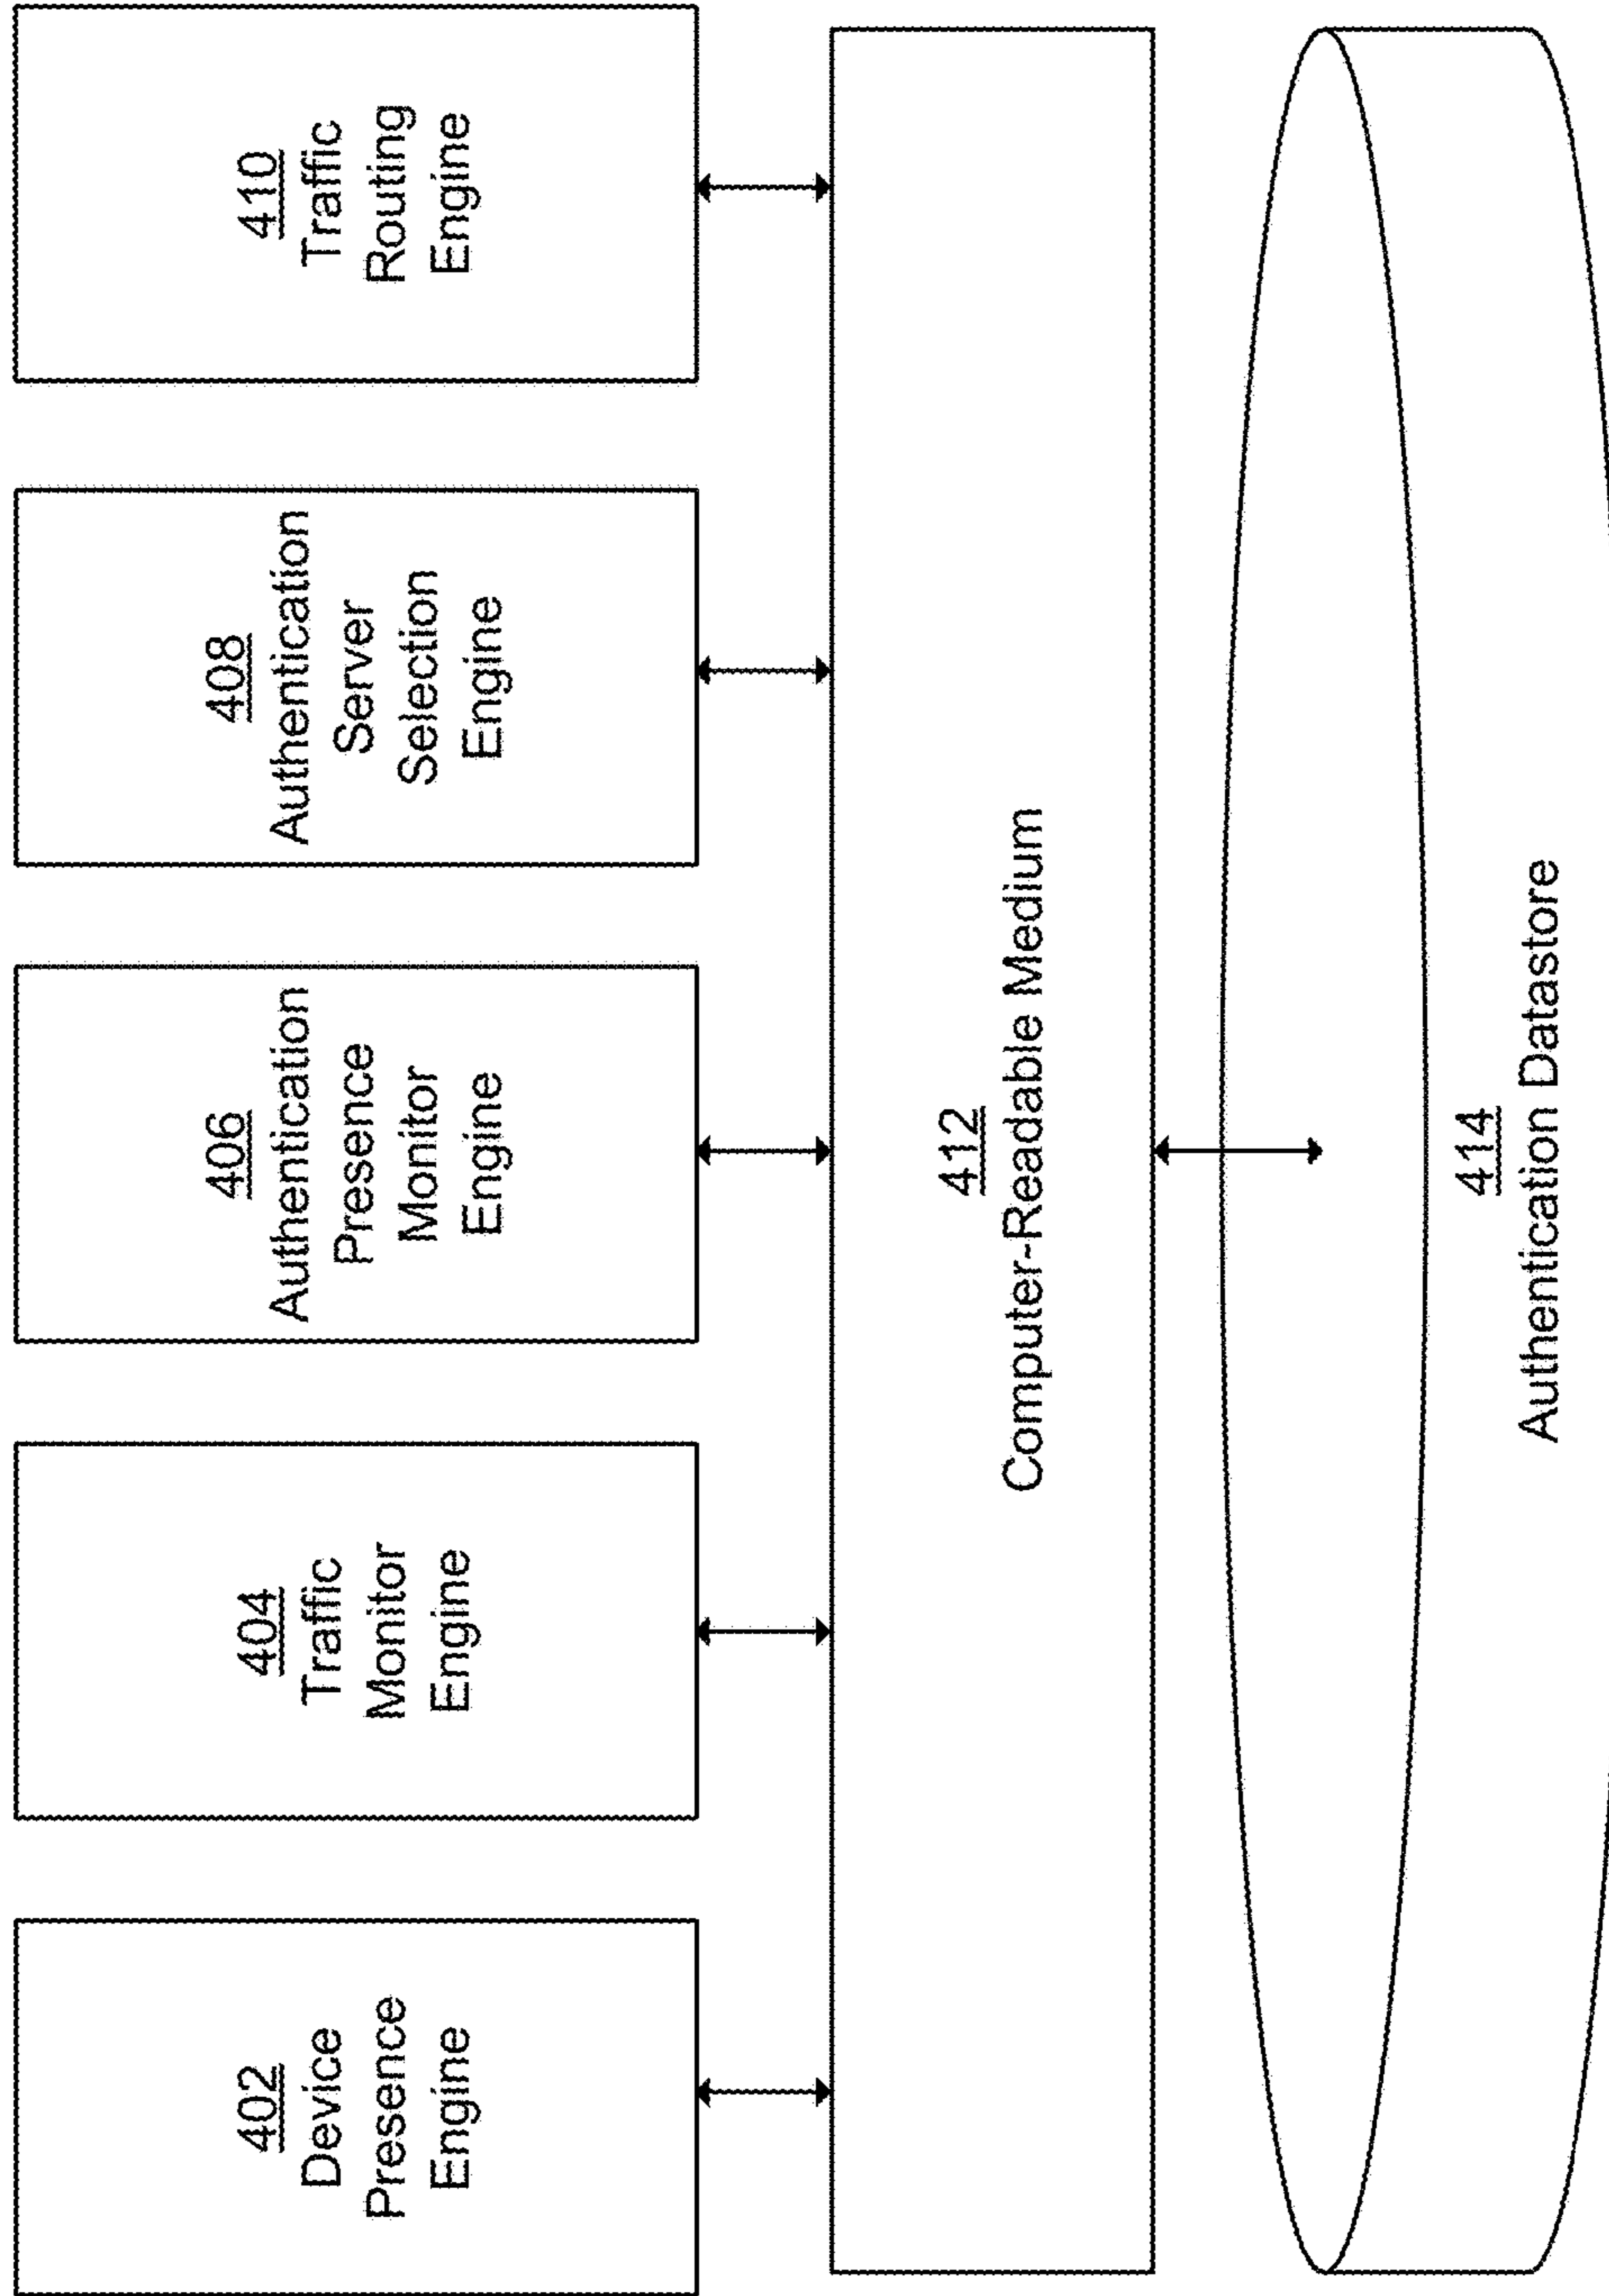 402
Device
Presence
Engine
404
Traffic
Monitor
Engine
406
Authentication
Presence
Monitor
Engine
408
Authentication
Server
Selection
Engine
410
Traffic
Routing
Engine
412
Computer-Readable Medium
414
Authentication Datastore